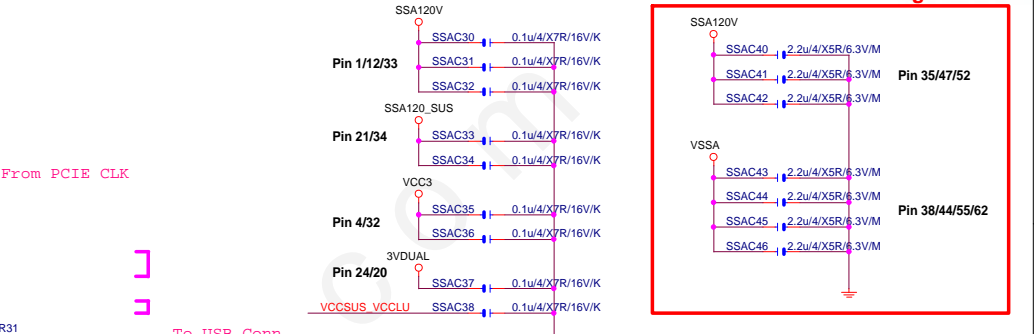 SSA120V
SSAC30 0.1u/4/X7R/16V/K
Pin 1/12/33
SSAC31 0.1u/4/X7R/16V/K
SSAC32 0.1u/4/X7R/16V/K
SSA120_SUS
Pin 21/34
SSAC33 0.1u/4/X7R/16V/K
SSAC34 0.1u/4/X7R/16V/K
From PCIE CLK
VCC3
SSAC35 0.1u/4/X7R/16V/K
Pin 4/32
SSAC36 0.1u/4/X7R/16V/K
3VDUAL
Pin 24/20
SSAC37 0.1u/4/X7R/16V/K
VCCSUS_VCCLU SSAC38 0.1u/4/X7R/16V/K
R31
To USB Conn
SSA120V
SSAC40 2.2u/4/X5R/6.3V/M
SSAC41 2.2u/4/X5R/6.3V/M
Pin 35/47/52
SSAC42 2.2u/4/X5R/6.3V/M
VSSA
SSAC43 2.2u/4/X5R/6.3V/M
SSAC44 2.2u/4/X5R/6.3V/M
Pin 38/44/55/62
SSAC45 2.2u/4/X5R/6.3V/M
SSAC46 2.2u/4/X5R/6.3V/M
com